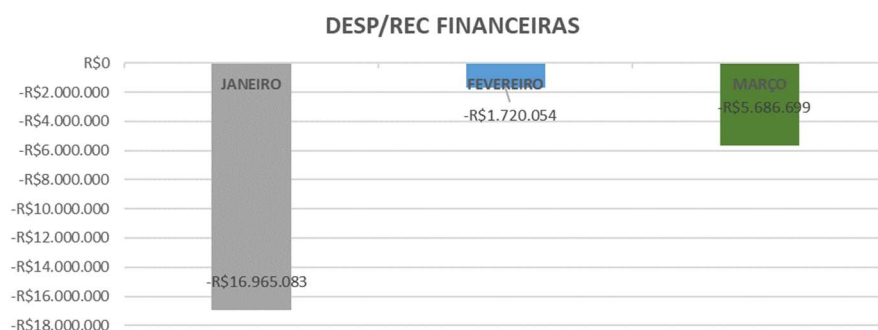 DESP/REC FINANCEIRAS
R$0
-R$2.000.000
-R$4.000.000
-R$6.000.000
-R$8.000.000
-R$10.000.000
-R$12.000.000
-R$14.000.000
-R$16.000.000
-R$18.000.000
JANEIRO
FEVEREIRO
MARÇO
-R$16.965.083
-R$1.720.054
-R$5.686.699